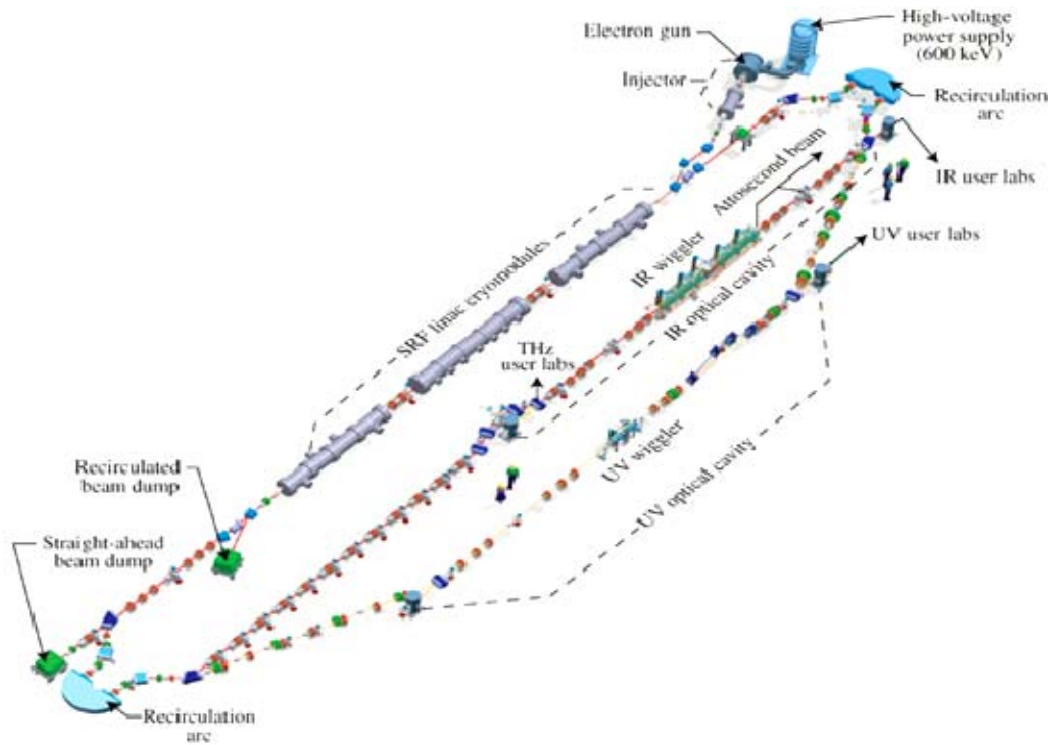 High-voltage
power supply
(600 keV)
Electron gun
Injector
Recirculation
arc
Attosecond beam
IR user labs
IR wiggler
UV user labs
SRF linac cryomodules
IR optical cavity
THz
user labs
UV wiggler
UV optical cavity
Recirculated
beam dump
Straight-ahead
beam dump
Recirculation
arc